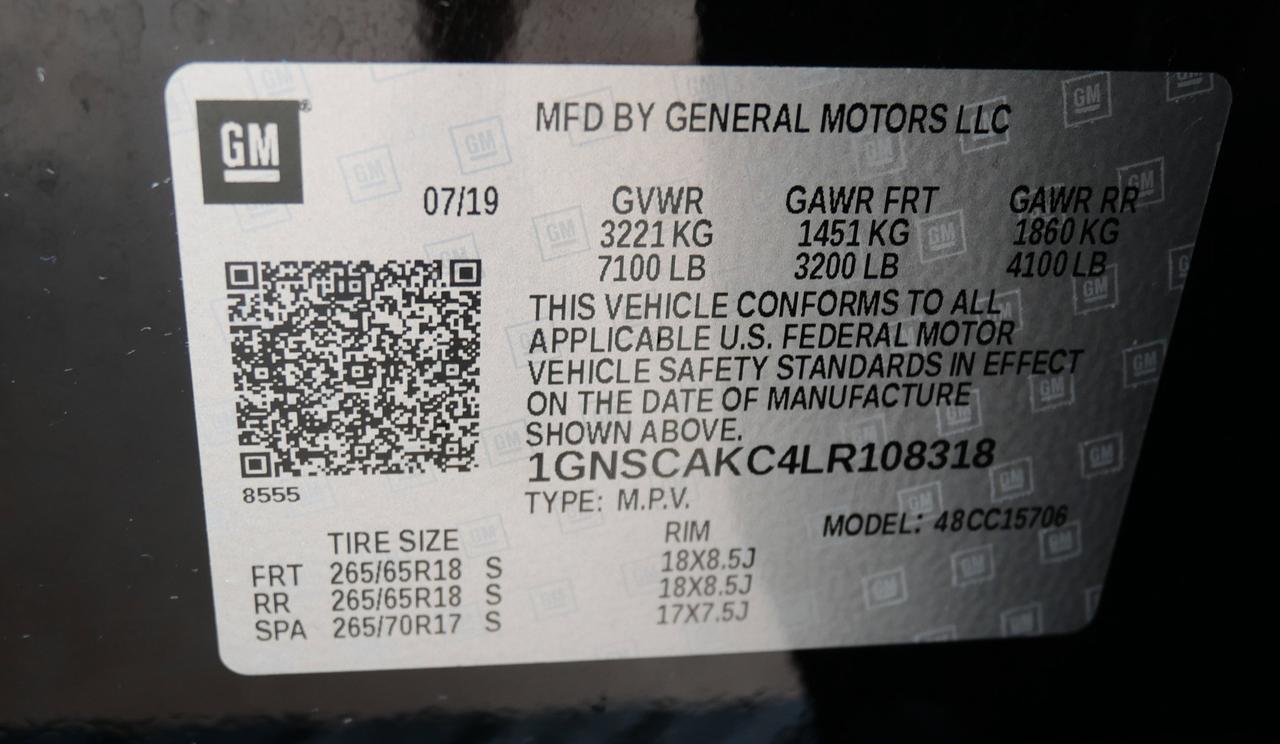 GM
MFD BY GENERAL MOTORS LLC
07/19
GVWR GAWR FRT GAWR RR
3221 KG 1451 KG 1860 KG
7100 LB 3200 LB 4100 LB
THIS VEHICLE CONFORMS TO ALL
APPLICABLE U.S. FEDERAL MOTOR
VEHICLE SAFETY STANDARDS IN EFFECT
ON THE DATE OF MANUFACTURE
SHOWN ABOVE.
1GNSCAKC4LR108318
8555
TYPE: M.P.V.
MODEL: 48CC15706
TIRE SIZE RIM
FRT 265/65R18 S 18X8.5J
RR 265/65R18 S 18X8.5J
SPA 265/70R17 S 17X7.5J